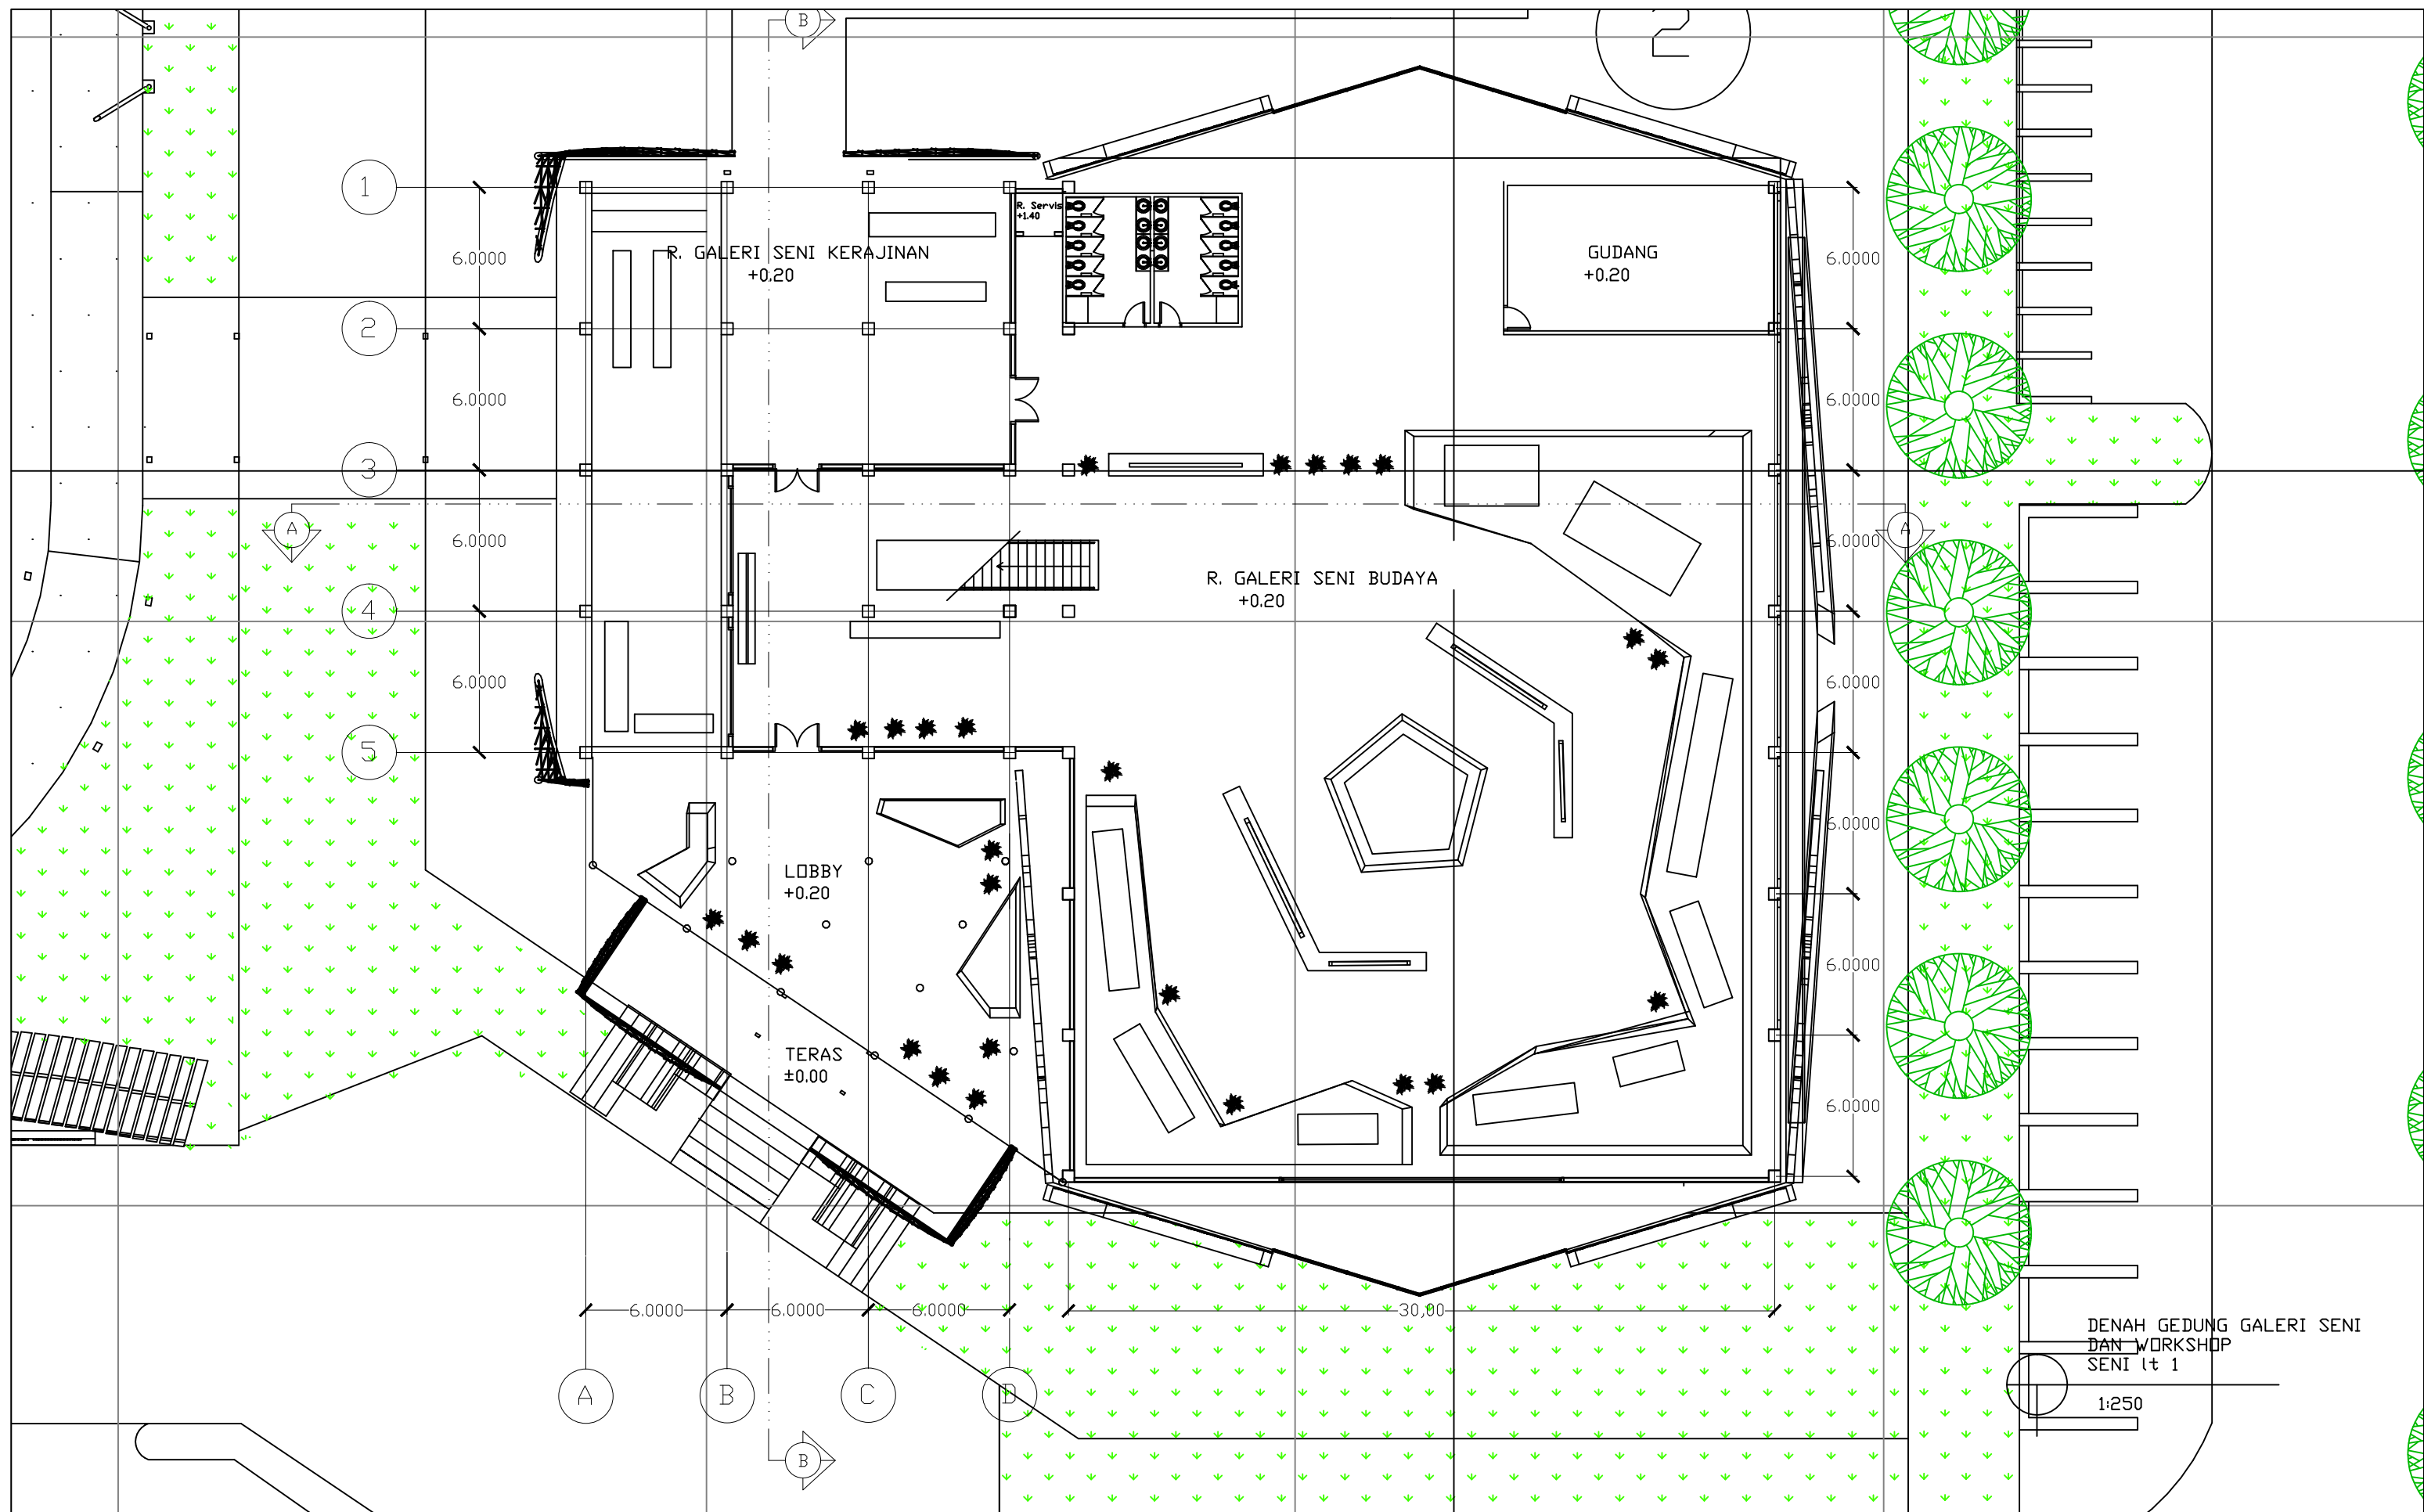 B
2
1
R. Servis
+1.40
R. GALERI SENI KERAJINAN
+0.20
GUDANG
+0.20
6.0000
6.0000
2
6.0000
6.0000
3
A
A
6.0000
6.0000
R. GALERI SENI BUDAYA
+0.20
4
6.0000
6.0000
5
6.0000
LOBBY
+0.20
6.0000
TERAS
±0.00
6.0000
6.0000
6.0000
6.0000
30,00
A
B
C
D
B
DENAH GEDUNG GALERI SENI
DAN WORKSHOP
SENI lt 1
1:250